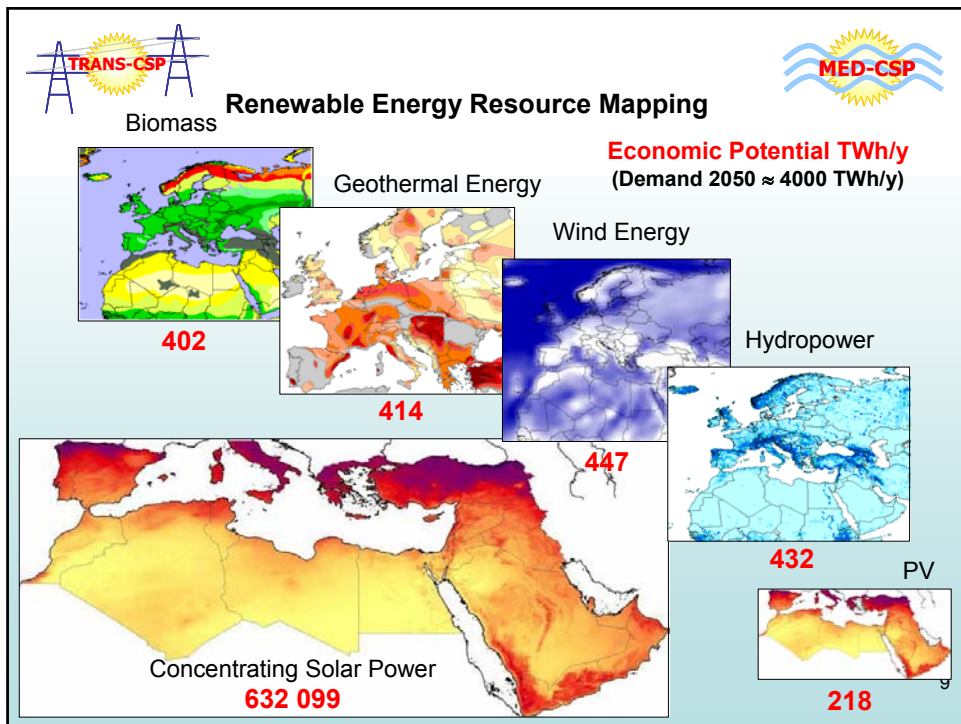 TRANS-CSP
MED-CSP
Renewable Energy Resource Mapping
Biomass
Economic Potential TWh/y
(Demand 2050 ≈ 4000 TWh/y)
Geothermal Energy
Wind Energy
402
Hydropower
414
447
432
PV
Concentrating Solar Power
632 099
218
9